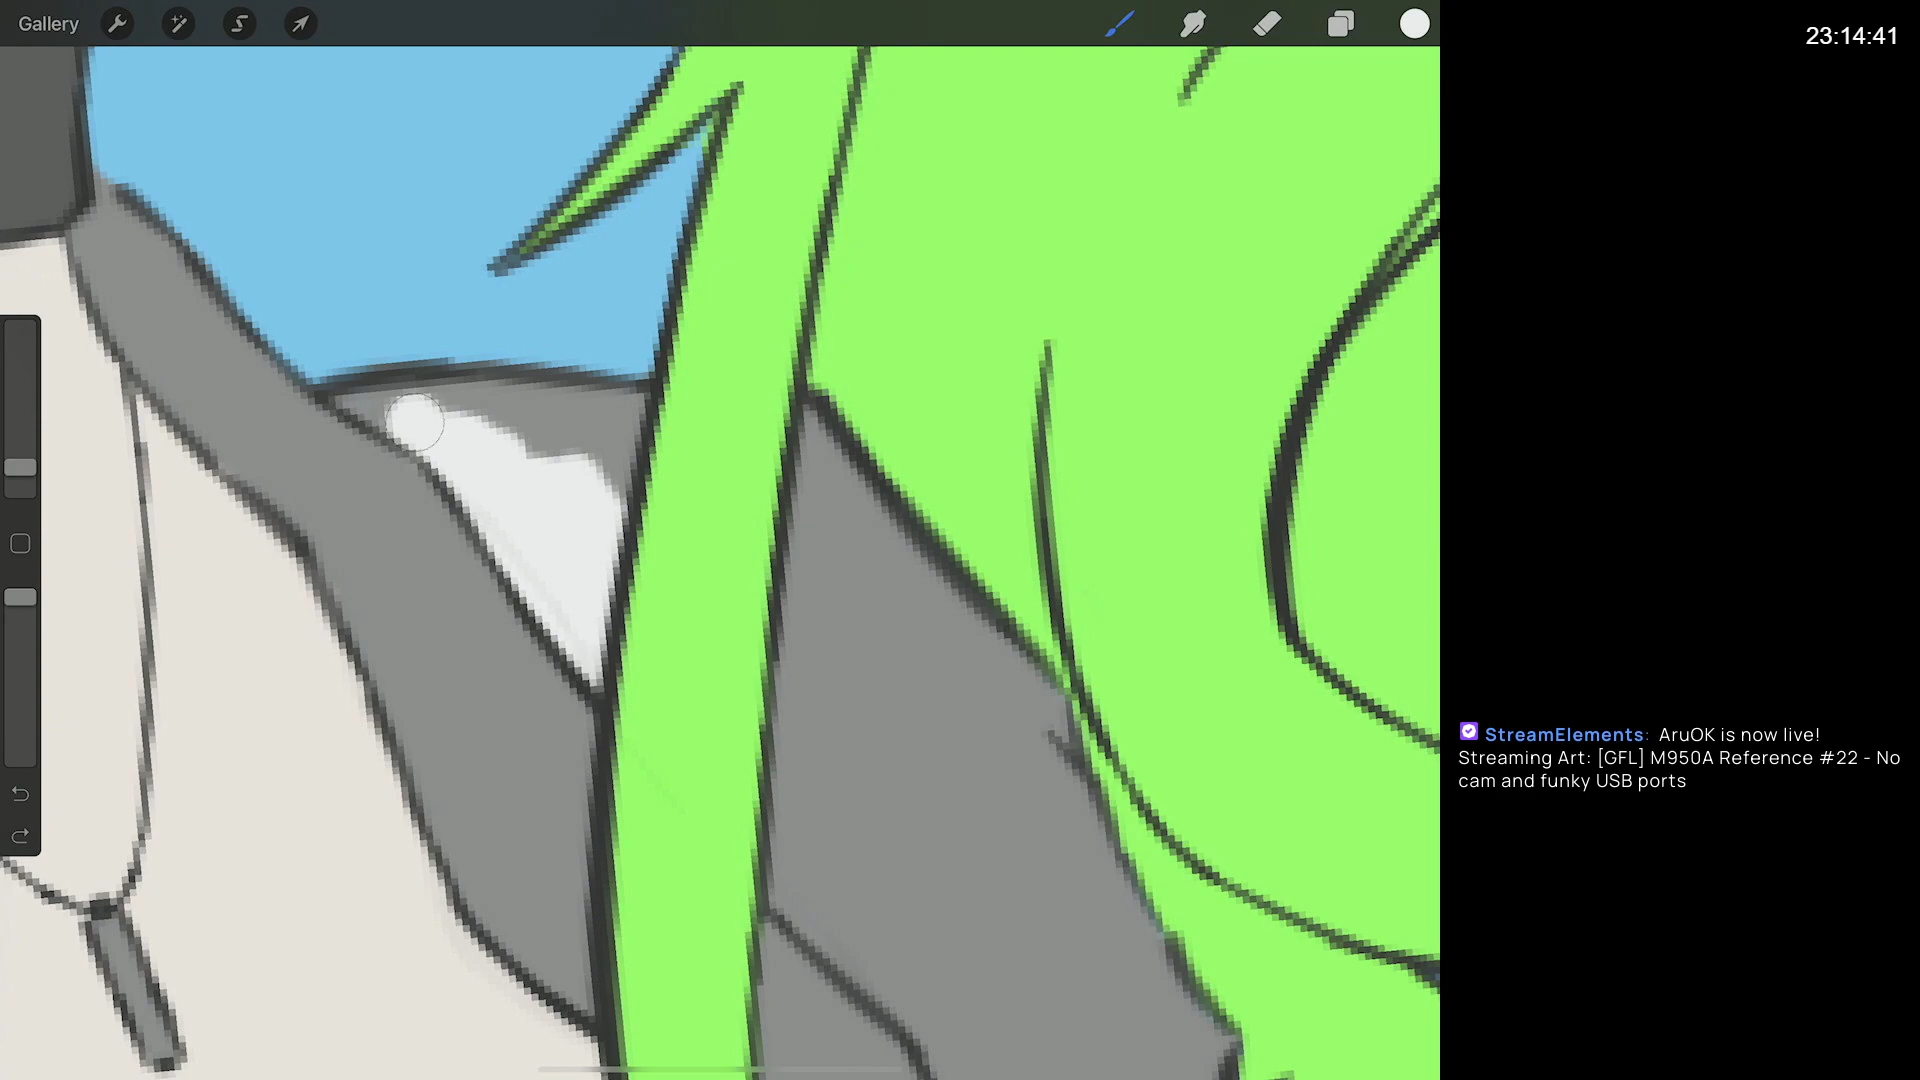 Gallery
23:14:41
StreamElements: AruOK is now live!
Streaming Art: [GFL] M950A Reference #22 - No
cam and funky USB ports